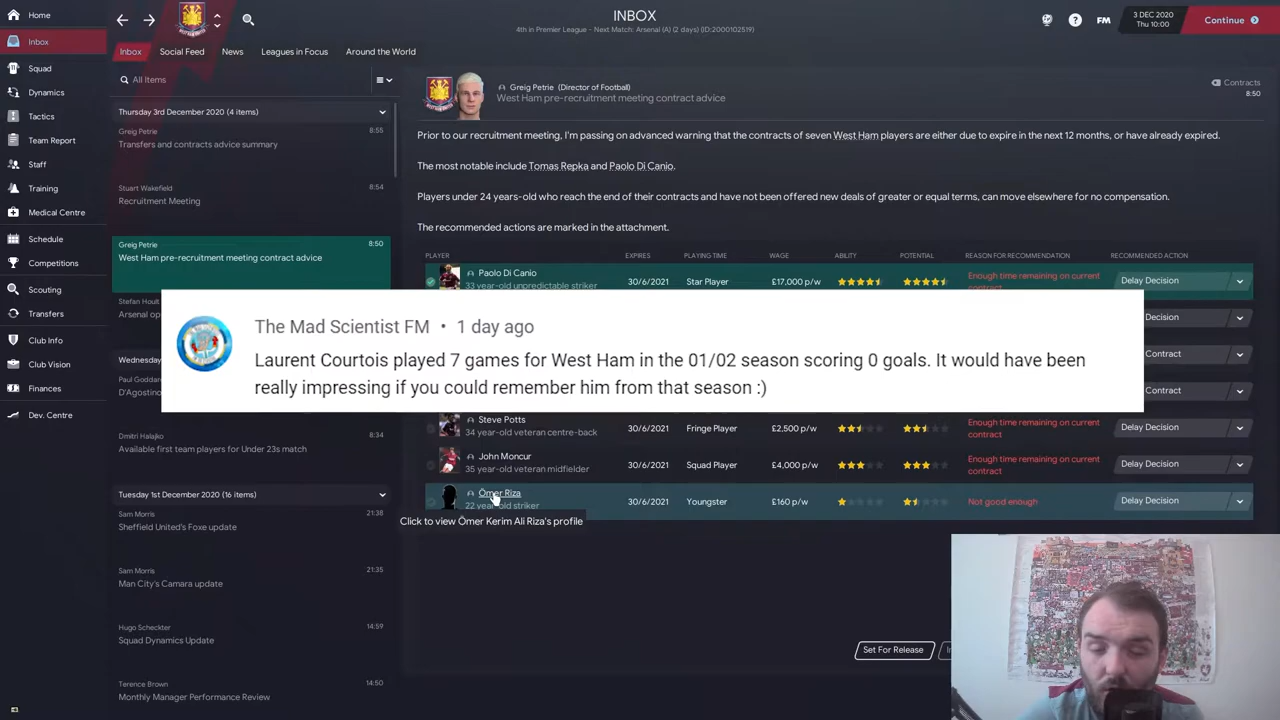 Home
INBOX
4th in Premier League - Next Match: Arsenal (A) (2 days) (ID:2000102519)
FM
3 DEC 2020
Thu 10:00
Continue
Inbox
Squad
Dynamics
Tactics
Team Report
Staff
Training
Medical Centre
Schedule
Competitions
Scouting
Transfers
Club Info
Club Vision
Finances
Dev. Centre
Inbox Social Feed News Leagues in Focus Around the World
All Items
Thursday 3rd December 2020 (4 items)
Greig Petrie 8:55
Transfers and contracts advice summary
Stuart Wakefield 8:54
Recruitment Meeting
Greig Petrie 8:50
West Ham pre-recruitment meeting contract advice
Stefan Hoult
Arsenal op
Wednesda
Paul Goddard
D'Agostino
Dmitri Halajko 8:34
Available first team players for Under 23s match
Tuesday 1st December 2020 (16 items)
Sam Morris 21:38
Sheffield United's Foxe update
Sam Morris 21:35
Man City's Camara update
Hugo Scheckter 14:59
Squad Dynamics Update
Terence Brown 14:50
Monthly Manager Performance Review
Greig Petrie (Director of Football)
West Ham pre-recruitment meeting contract advice
Contracts
8:50
Prior to our recruitment meeting, I'm passing on advanced warning that the contracts of seven West Ham players are either due to expire in the next 12 months, or have already expired.
The most notable include Tomas Repka and Paolo Di Canio.
Players under 24 years-old who reach the end of their contracts and have not been offered new deals of greater or equal terms, can move elsewhere for no compensation.
The recommended actions are marked in the attachment.
PLAYER EXPIRES PLAYING TIME WAGE ABILITY POTENTIAL REASON FOR RECOMMENDATION RECOMMENDED ACTION
Paolo Di Canio
33 year-old unpredictable striker
30/6/2021 Star Player £17,000 p/w
Enough time remaining on current
contract
Delay Decision
Decision
Contract
Contract
The Mad Scientist FM • 1 day ago
Laurent Courtois played 7 games for West Ham in the 01/02 season scoring 0 goals. It would have been
really impressing if you could remember him from that season :)
Steve Potts
34 year-old veteran centre-back
30/6/2021 Fringe Player £2,500 p/w
Enough time remaining on current
contract
Delay Decision
John Moncur
35 year-old veteran midfielder
30/6/2021 Squad Player £4,000 p/w
Enough time remaining on current
contract
Delay Decision
Ömer Riza
22 year-old striker
30/6/2021 Youngster £160 p/w
Not good enough
Delay Decision
Click to view Ömer Kerim Ali Riza's profile
Set For Release